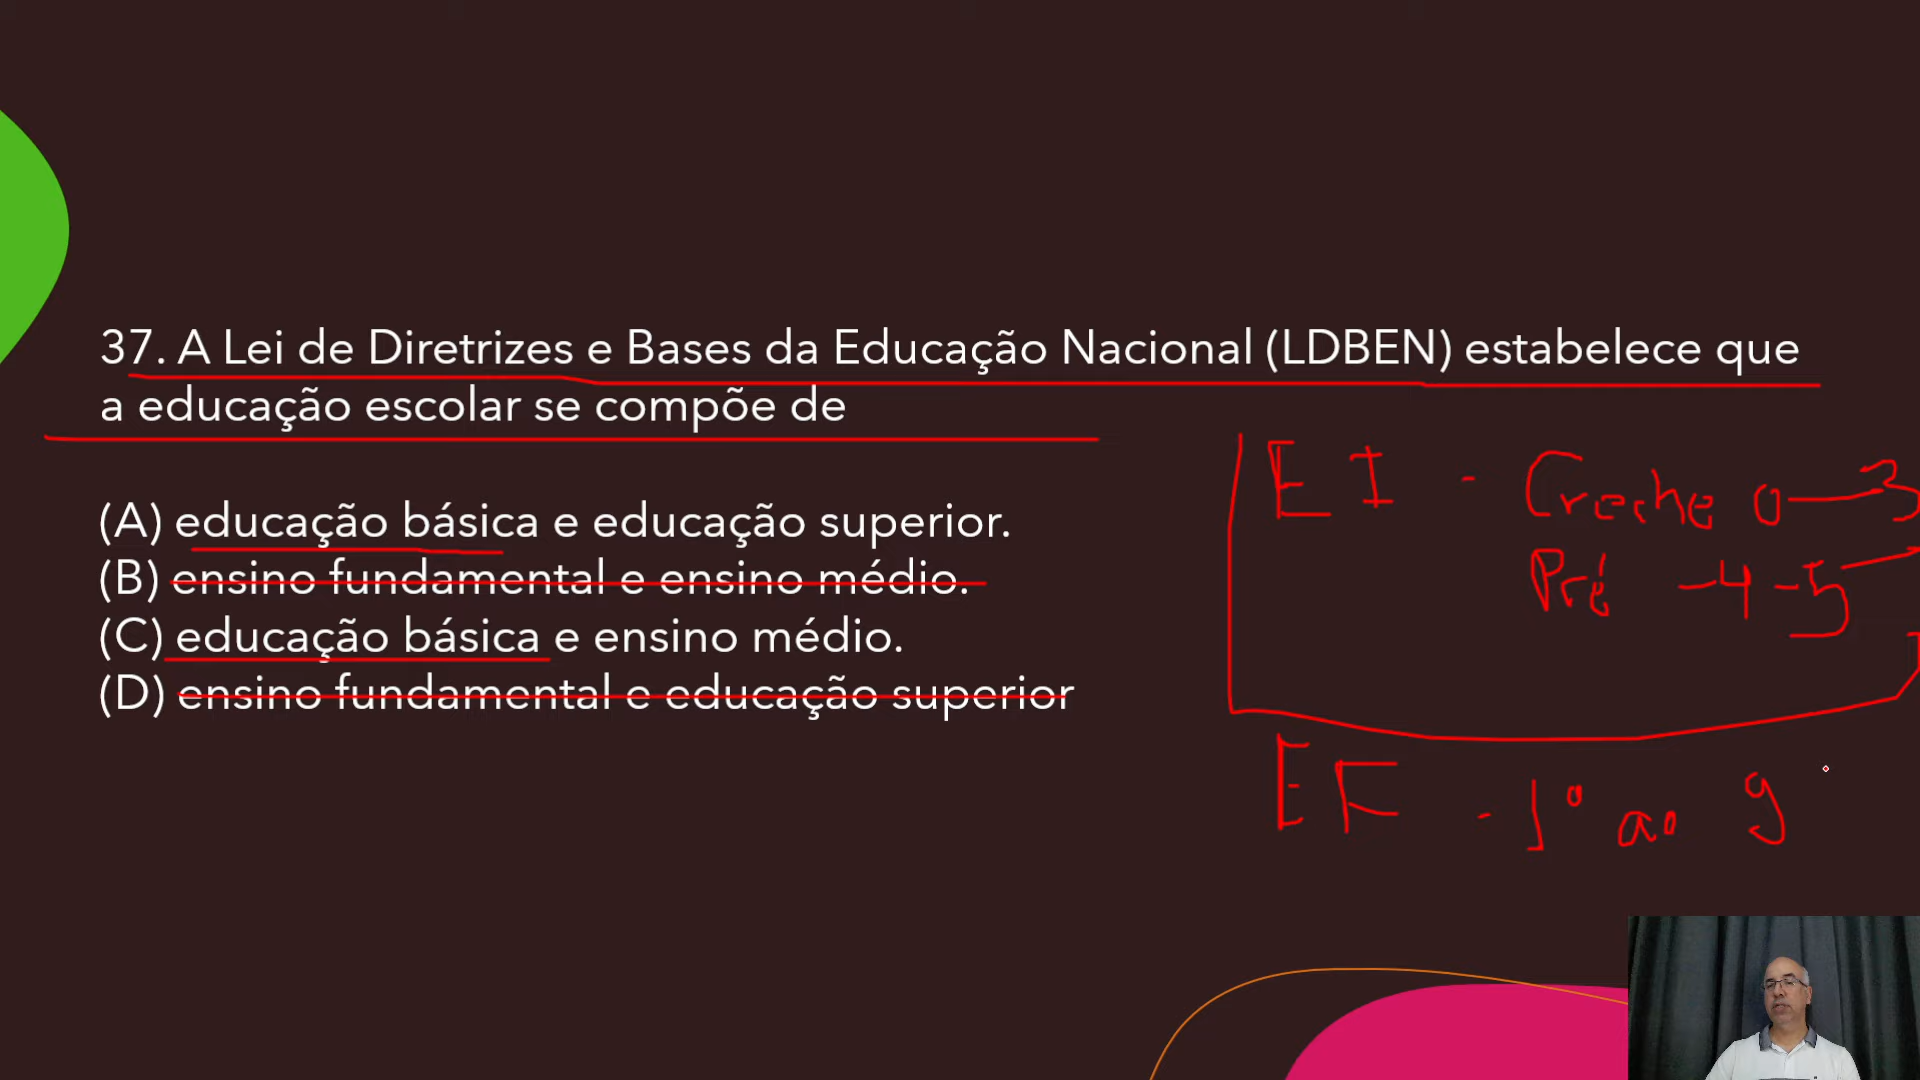 37. A Lei de Diretrizes e Bases da Educação Nacional (LDBEN) estabelece que
a educação escolar se compõe de
(A) educação básica e educação superior.
(B) ensino fundamental e ensino médio.
(C) educação básica e ensino médio.
(D) ensino fundamental e educação superior
EI - Creche 0 - 3
Pré - 4 - 5
EF - 1º ao 9